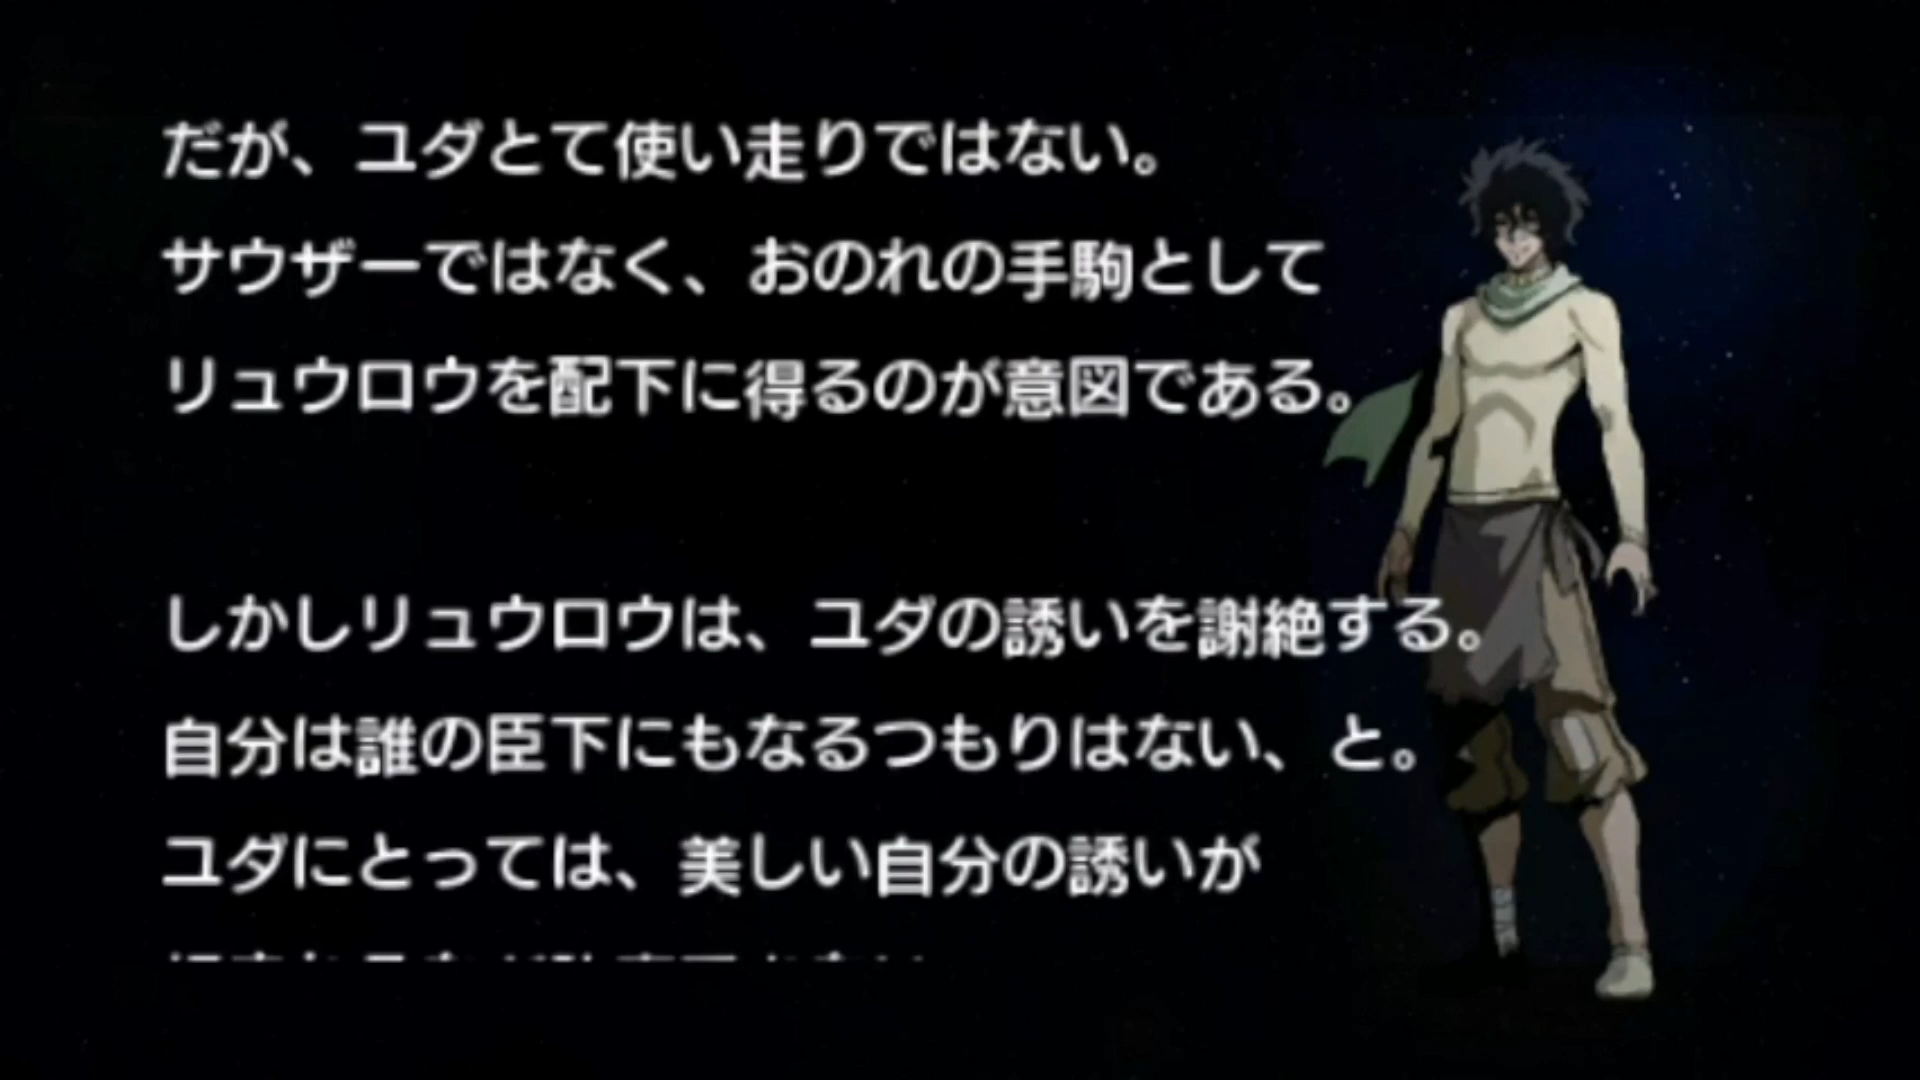 だが、ユダとて使い走りではない。
サウザーではなく、おのれの手駒として
リュウロウを配下に得るのが意図である。
しかしリュウロウは、ユダの誘いを謝絶する。
自分は誰の臣下にもなるつもりはない、と。
ユダにとっては、美しい自分の誘いが